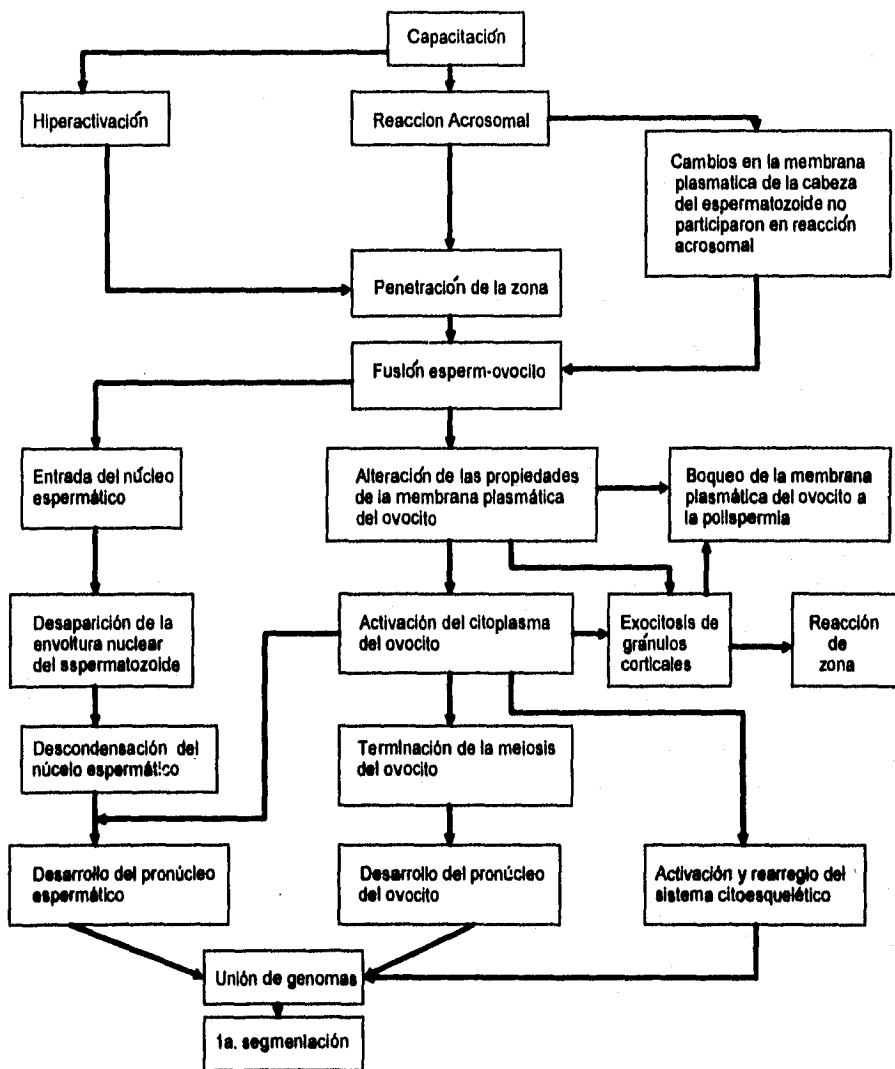 Capacitación
Hiperactivación
Reaccion Acrosomal
Cambios en la membrana
plasmatica de la cabeza
del espermatozoide no
participaron en reacción
acrosomal
Penetración de la zona
Fusión esperm-ovocito
Entrada del núcleo
espermático
Alteración de las propiedades
de la membrana plasmática
del ovocito
Boqueo de la membrana
plasmática del ovocito a
la polispermia
Desaparición de la
envoltura nuclear
del espermatozoide
Activación del citoplasma
del ovocito
Exocitosis de
gránulos
corticales
Reacción
de
zona
Descondensación del
núcelo espermático
Terminación de la meiosis
del ovocito
Desarrollo del pronúcleo
espermático
Desarrollo del pronúcleo
del ovocito
Activación y rearreglo del
sistema citoesquelético
Unión de genomas
1a. segmentación